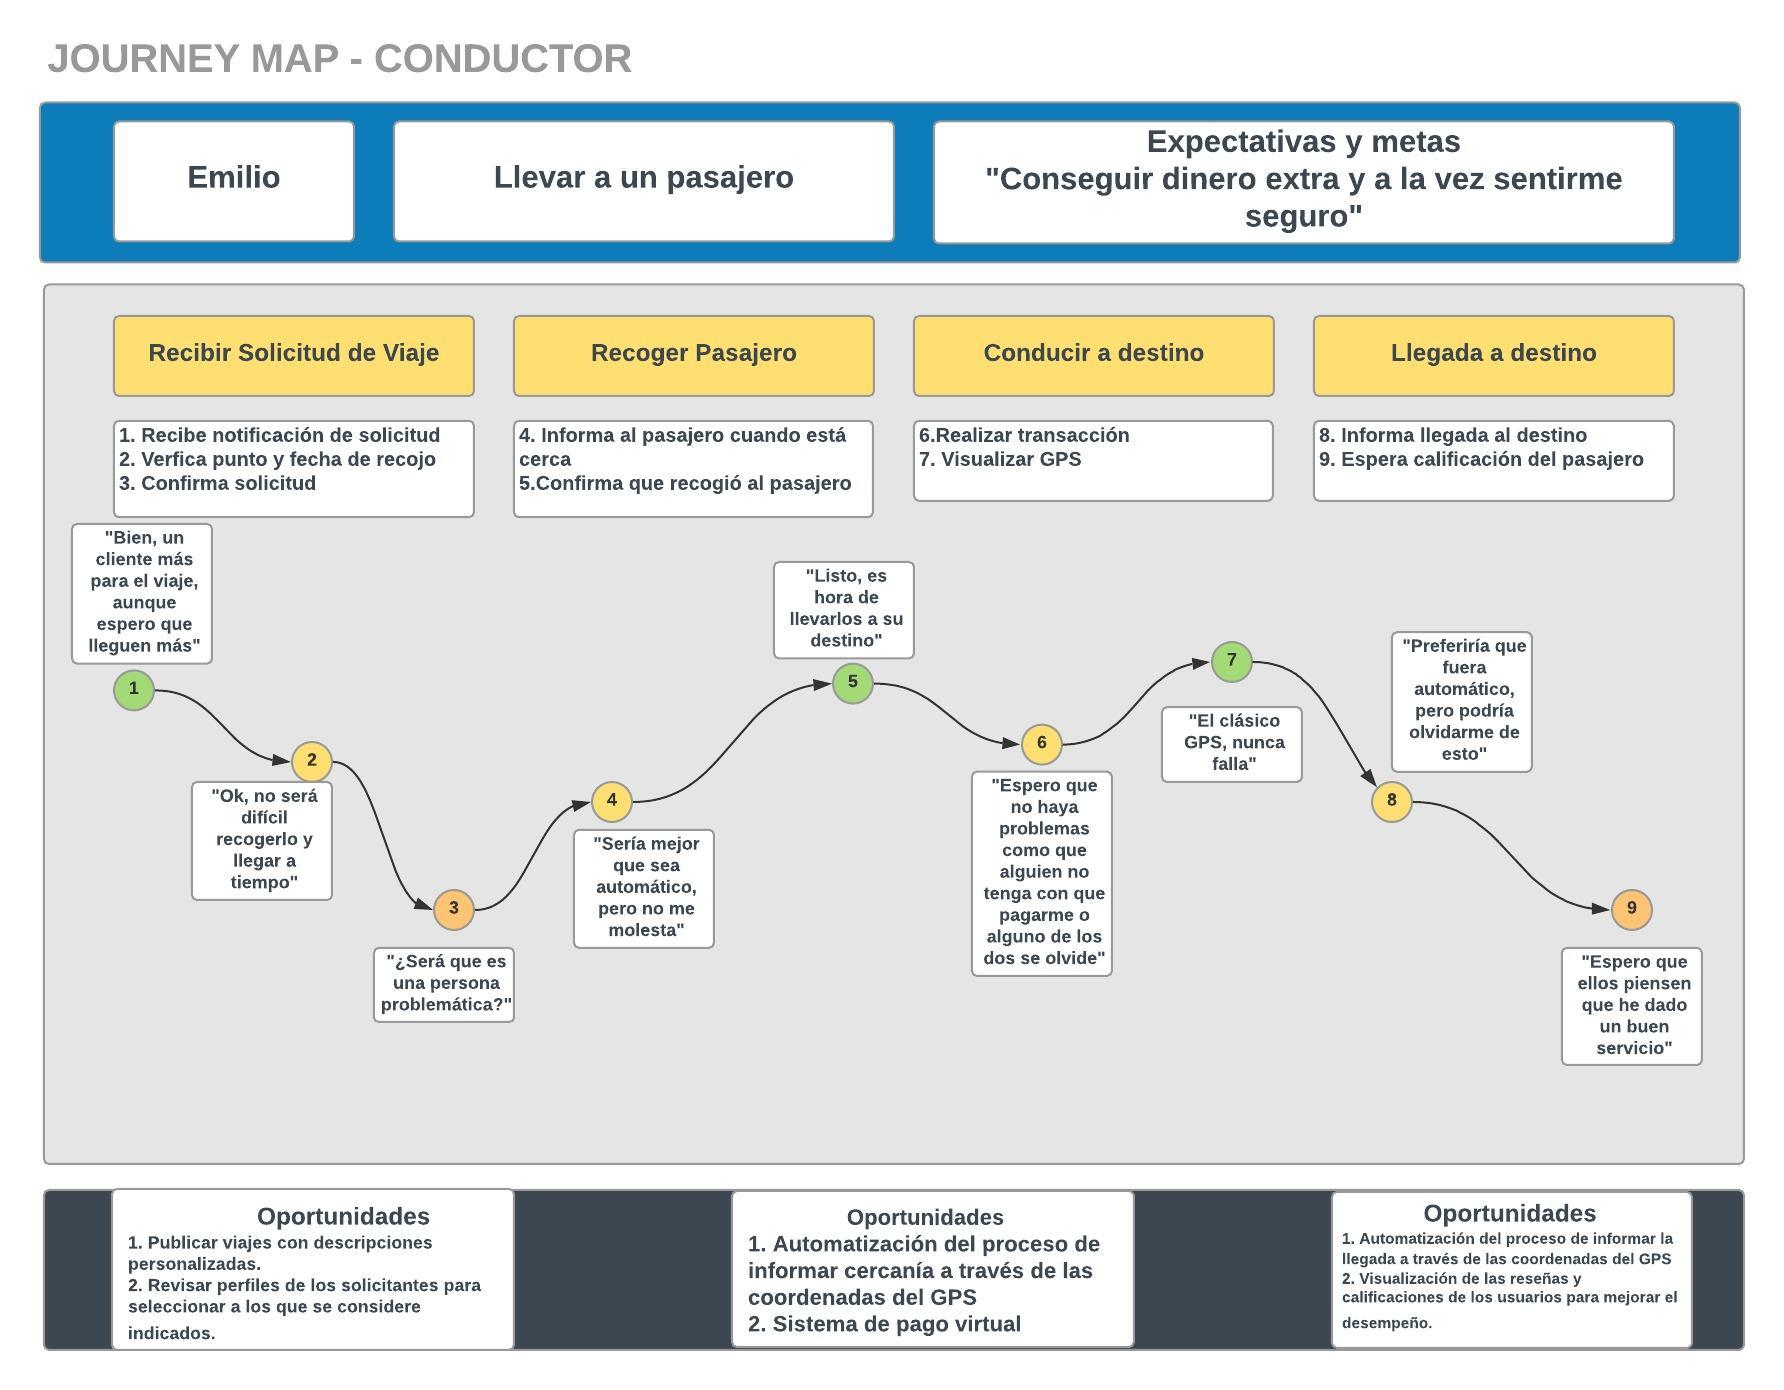 JOURNEY MAP - CONDUCTOR
Emilio
Llevar a un pasajero
Expectativas y metas
"Conseguir dinero extra y a la vez sentirme
seguro"
Recibir Solicitud de Viaje
Recoger Pasajero
Conducir a destino
Llegada a destino
1. Recibe notificación de solicitud
2. Verfica punto y fecha de recojo
3. Confirma solicitud
4. Informa al pasajero cuando está
cerca
5.Confirma que recogió al pasajero
6.Realizar transacción
7. Visualizar GPS
8. Informa llegada al destino
9. Espera calificación del pasajero
"Bien, un
cliente más
para el viaje,
aunque
espero que
lleguen más"
1
2
"Ok, no será
difícil
recogerlo y
llegar a
tiempo"
3
"¿Será que es
una persona
problemática?"
4
"Sería mejor
que sea
automático,
pero no me
molesta"
"Listo, es
hora de
llevarlos a su
destino"
5
6
"Espero que
no haya
problemas
como que
alguien no
tenga con que
pagarme o
alguno de los
dos se olvide"
7
"El clásico
GPS, nunca
falla"
"Preferiría que
fuera
automático,
pero podría
olvidarme de
esto"
8
9
"Espero que
ellos piensen
que he dado
un buen
servicio"
Oportunidades
1. Publicar viajes con descripciones
personalizadas.
2. Revisar perfiles de los solicitantes para
seleccionar a los que se considere
indicados.
Oportunidades
1. Automatización del proceso de
informar cercanía a través de las
coordenadas del GPS
2. Sistema de pago virtual
Oportunidades
1. Automatización del proceso de informar la
llegada a través de las coordenadas del GPS
2. Visualización de las reseñas y
calificaciones de los usuarios para mejorar el
desempeño.